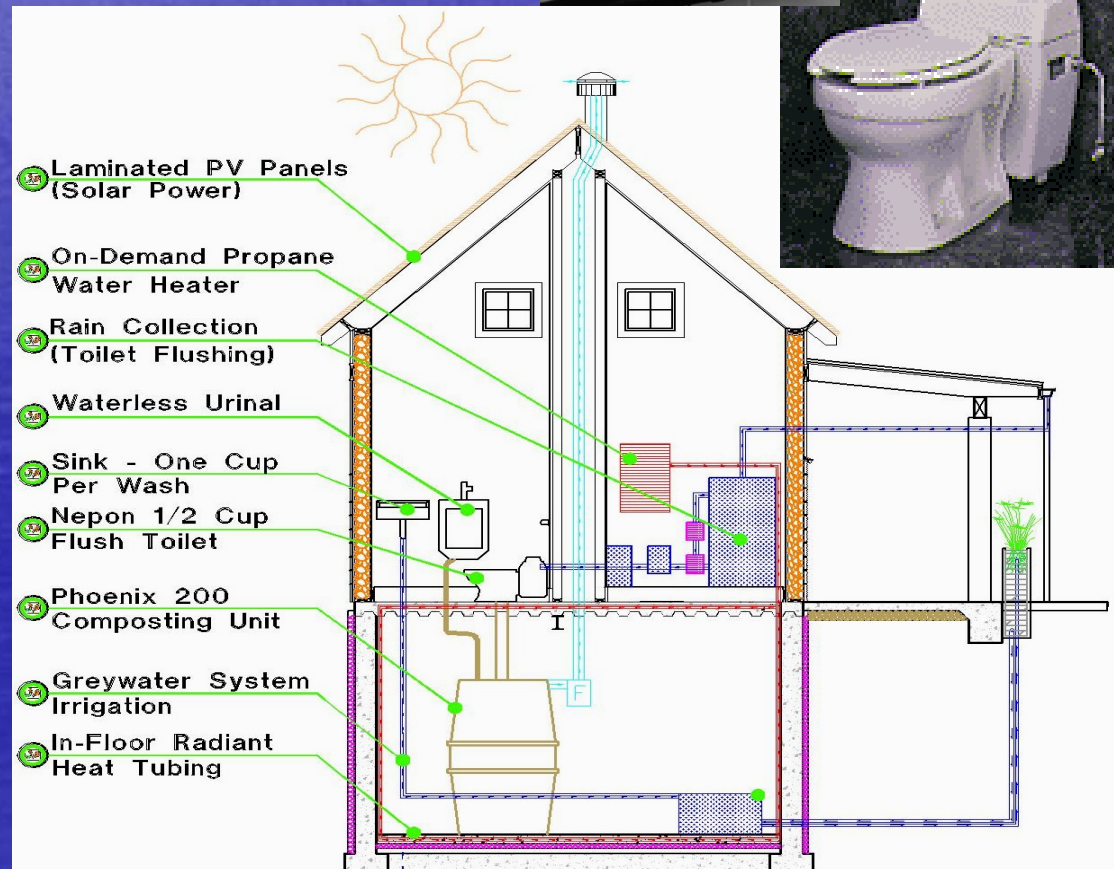 Laminated PV Panels
(Solar Power)
On-Demand Propane
Water Heater
Rain Collection
(Toilet Flushing)
Waterless Urinal
Sink - One Cup
Per Wash
Nepon 1/2 Cup
Flush Toilet
Phoenix 200
Composting Unit
Greywater System
Irrigation
In-Floor Radiant
Heat Tubing
F